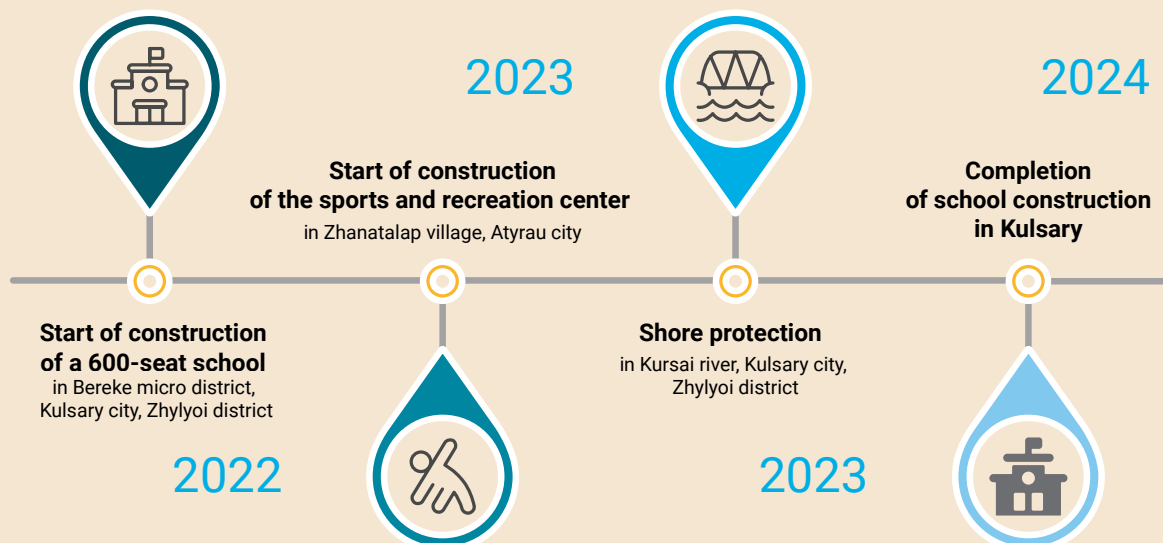 Start of construction
of a 600-seat school
in Bereke micro district,
Kulsary city, Zhylyoi district
2022
2023
Start of construction
of the sports and recreation center
in Zhanatalap village, Atyrau city
Shore protection
in Kursai river, Kulsary city,
Zhylyoi district
2023
2024
Completion
of school construction
in Kulsary